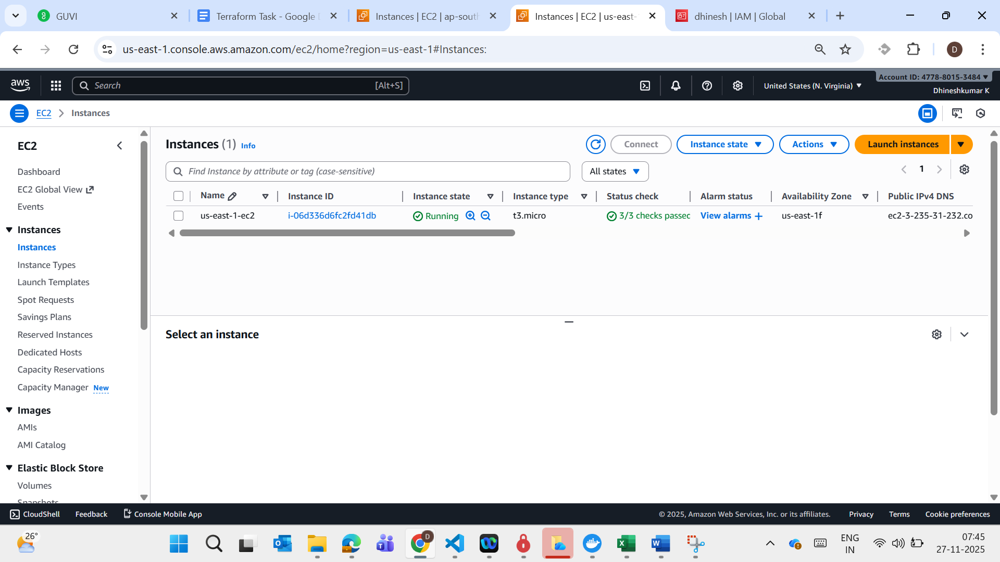 GUVI
Terraform Task - Google D
Instances | EC2 | ap-south
Instances | EC2 | us-east-
dhinesh | IAM | Global
us-east-1.console.aws.amazon.com/ec2/home?region=us-east-1#Instances:
D
aws
Search
[Alt+S]
United States (N. Virginia)
Account ID: 4778-8015-3484
Dhineshkumar K
EC2
Instances
EC2
Dashboard
EC2 Global View
Events
Instances
Instances
Instance Types
Launch Templates
Spot Requests
Savings Plans
Reserved Instances
Dedicated Hosts
Capacity Reservations
Capacity Manager New
Images
AMIs
AMI Catalog
Elastic Block Store
Volumes
Snapshots
Instances (1) Info
Connect
Instance state
Actions
Launch instances
Find Instance by attribute or tag (case-sensitive)
All states
1
Name Instance ID Instance state Instance type Status check Alarm status Availability Zone Public IPv4 DNS
us-east-1-ec2 i-06d336d6fc2fd41db Running t3.micro 3/3 checks passed View alarms + us-east-1f ec2-3-235-31-232.co
Select an instance
CloudShell Feedback Console Mobile App © 2025, Amazon Web Services, Inc. or its affiliates. Privacy Terms Cookie preferences
26°
D
ENG
IN
07:45
27-11-2025